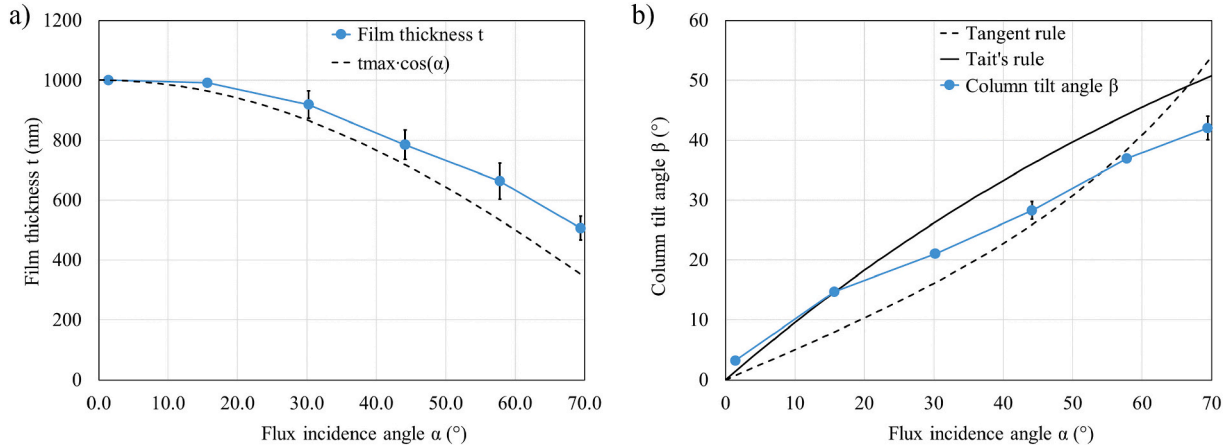 a)
1200
1000
800
600
400
200
0
Film thickness t (nm)
Film thickness t
tmax·cos(α)
0.0 10.0 20.0 30.0 40.0 50.0 60.0 70.0
Flux incidence angle α (°)
b)
60
50
40
30
20
10
0
Column tilt angle β (°)
Tangent rule
Tait's rule
Column tilt angle β
0 10 20 30 40 50 60 70
Flux incidence angle α (°)